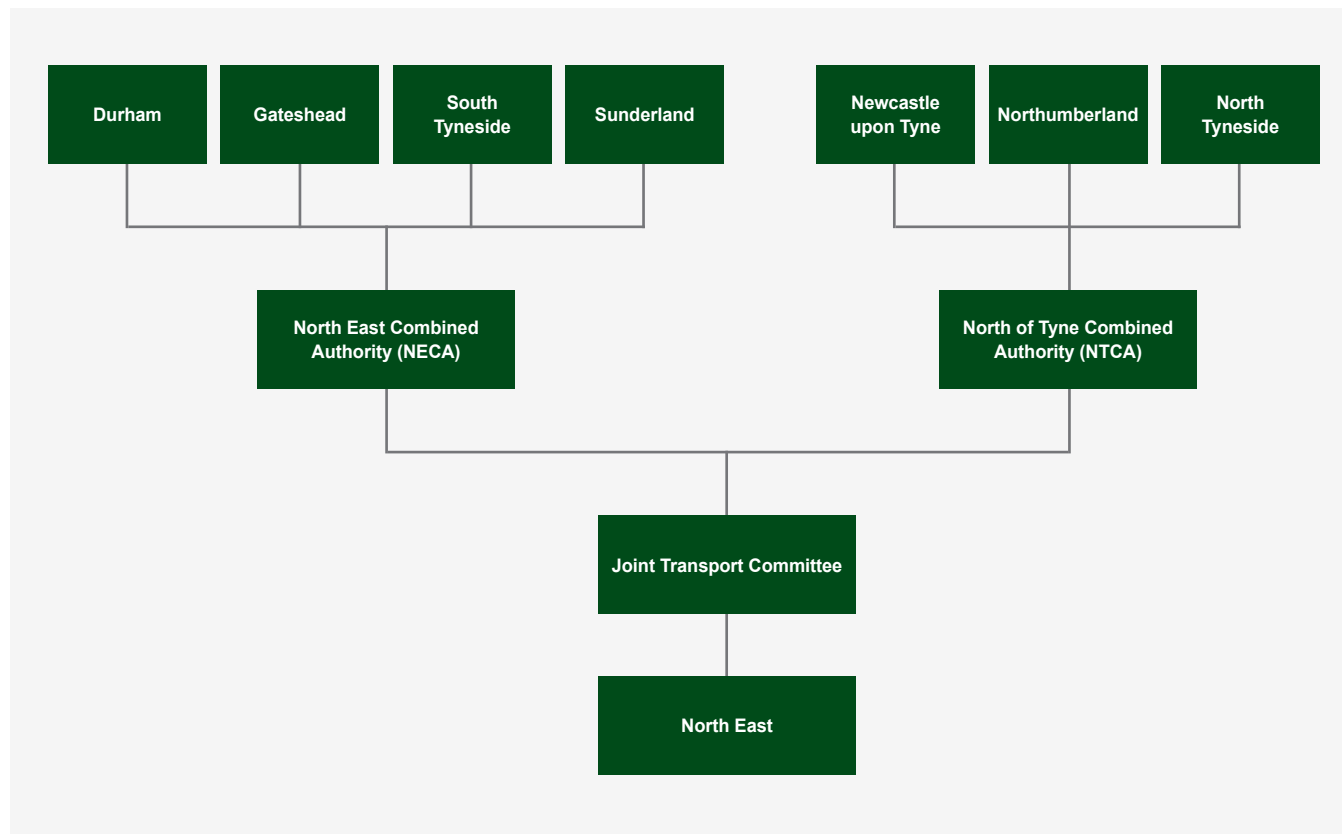 Durham
Gateshead
South
Tyneside
Sunderland
Newcastle
upon Tyne
Northumberland
North
Tyneside
North East Combined
Authority (NECA)
North of Tyne Combined
Authority (NTCA)
Joint Transport Committee
North East